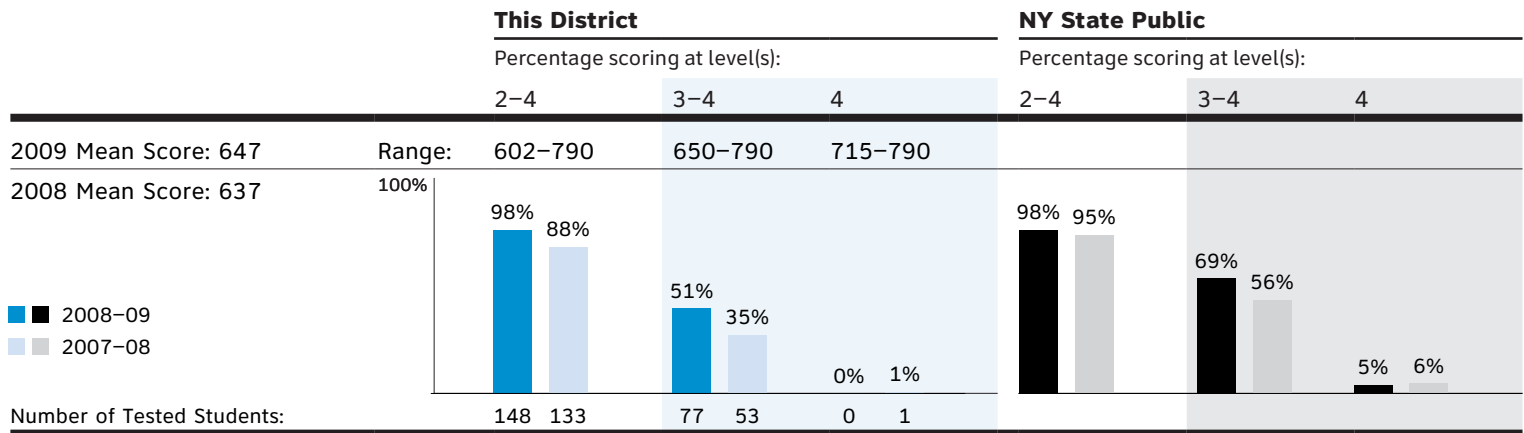 This District NY State Public
Percentage scoring at level(s): Percentage scoring at level(s):
2–4 3–4 4 2–4 3–4 4
2009 Mean Score: 647 Range: 602–790 650–790 715–790
2008 Mean Score: 637 100%
98% 88% 51% 35% 0% 1% 98% 95% 69% 56% 5% 6%
2008–09
2007–08
Number of Tested Students: 148 133 77 53 0 1